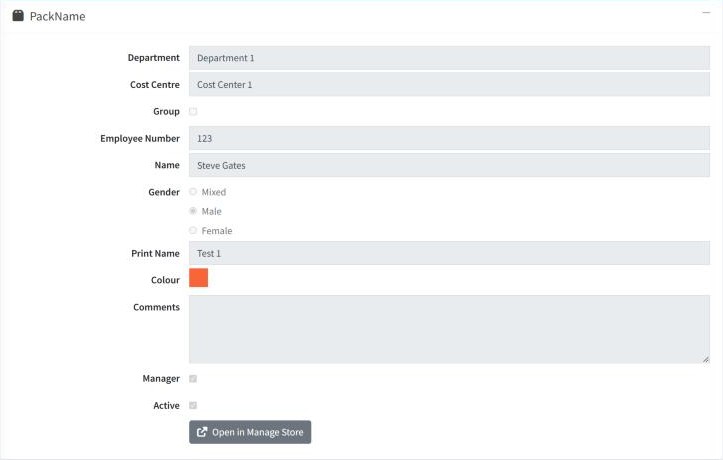 PackName
Department Department 1
Cost Centre Cost Center 1
Group
Employee Number 123
Name Steve Gates
Gender Mixed
Male
Female
Print Name Test 1
Colour
Comments
Manager
Active
Open in Manage Store